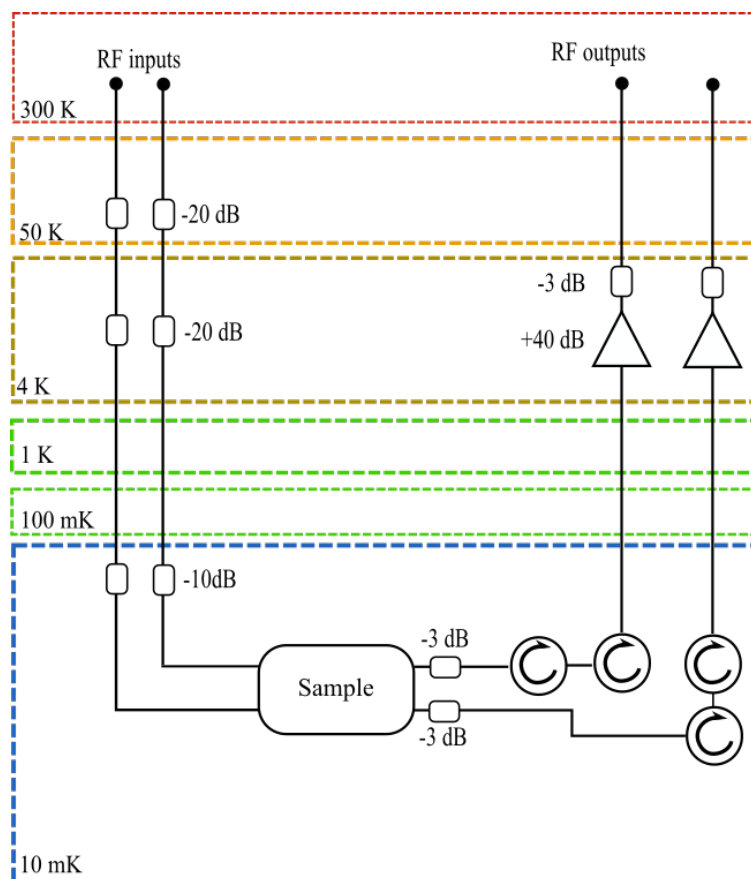 RF inputs
RF outputs
300 K
-20 dB
50 K
-3 dB
-20 dB
+40 dB
4 K
1 K
100 mK
-10dB
-3 dB
Sample
-3 dB
10 mK